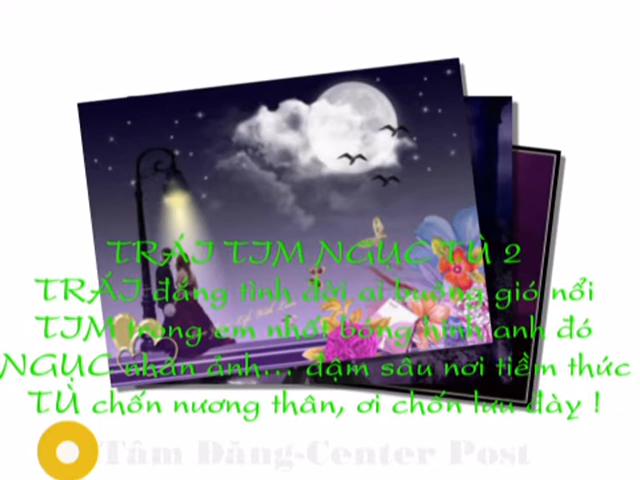 TRÁI TIM NGỤC TÙ 2
TRÁI đắng tình đời ai buông gió nổi
TIM trong em nhốt bóng hình anh đó
NGỤC nhân ảnh... đậm sâu nơi tiềm thức
TÙ chốn nương thân, ơi chốn lưu đày !
Tâm Đăng-Center Post